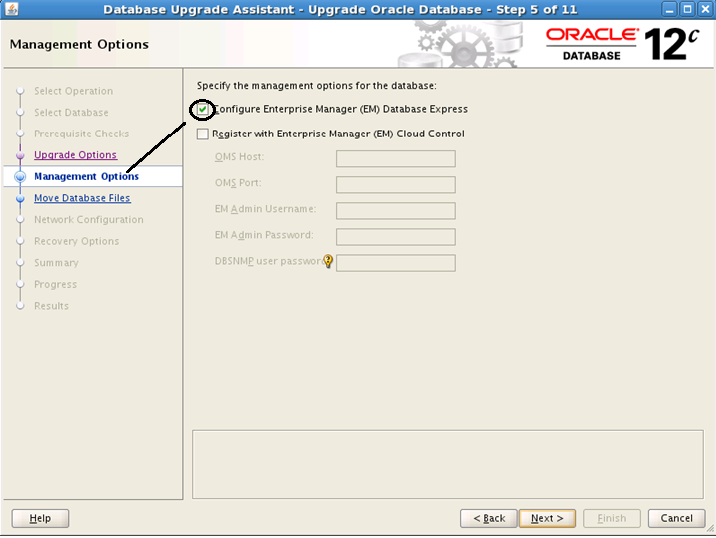 Database Upgrade Assistant - Upgrade Oracle Database - Step 5 of 11
Management Options
ORACLE
DATABASE 12c
Select Operation
Select Database
Prerequisite Checks
Upgrade Options
Management Options
Move Database Files
Network Configuration
Recovery Options
Summary
Progress
Results
Specify the management options for the database:
Configure Enterprise Manager (EM) Database Express
Register with Enterprise Manager (EM) Cloud Control
OMS Host:
OMS Port:
EM Admin Username:
EM Admin Password:
DBSNMP user password
Help
< Back
Next >
Finish
Cancel